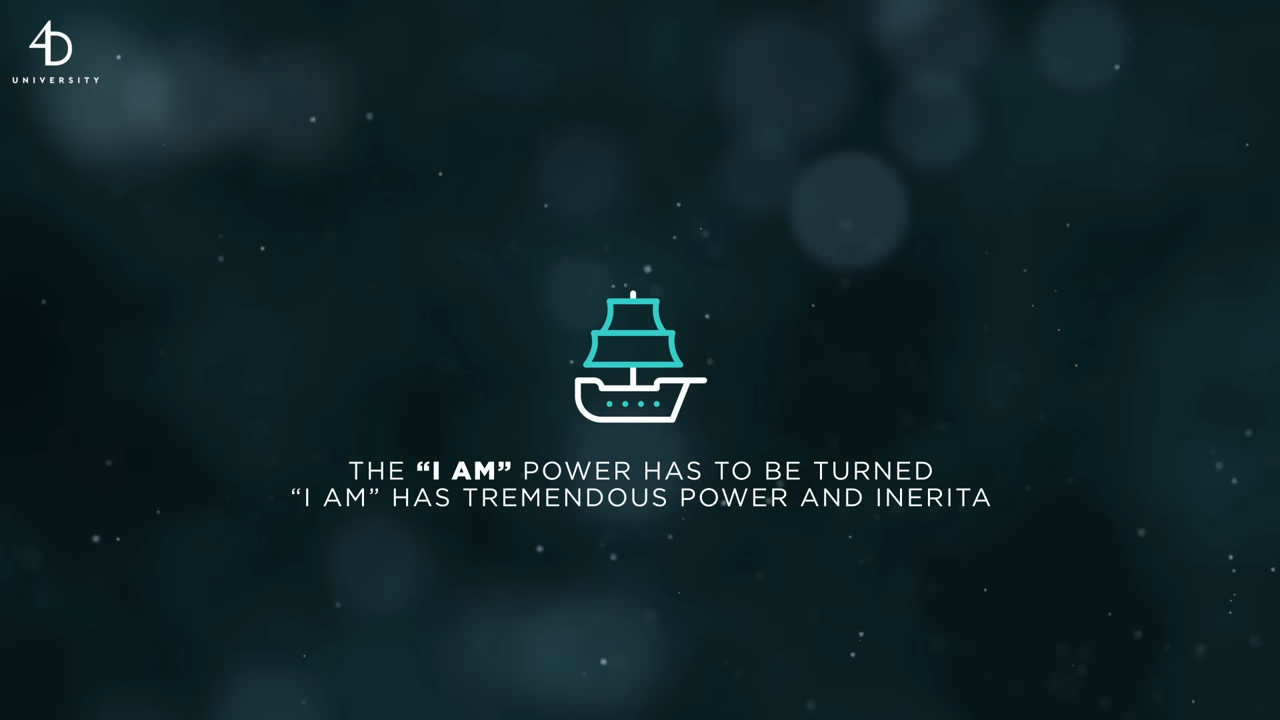 4D
UNIVERSITY
THE “I AM” POWER HAS TO BE TURNED
“I AM” HAS TREMENDOUS POWER AND INERITA